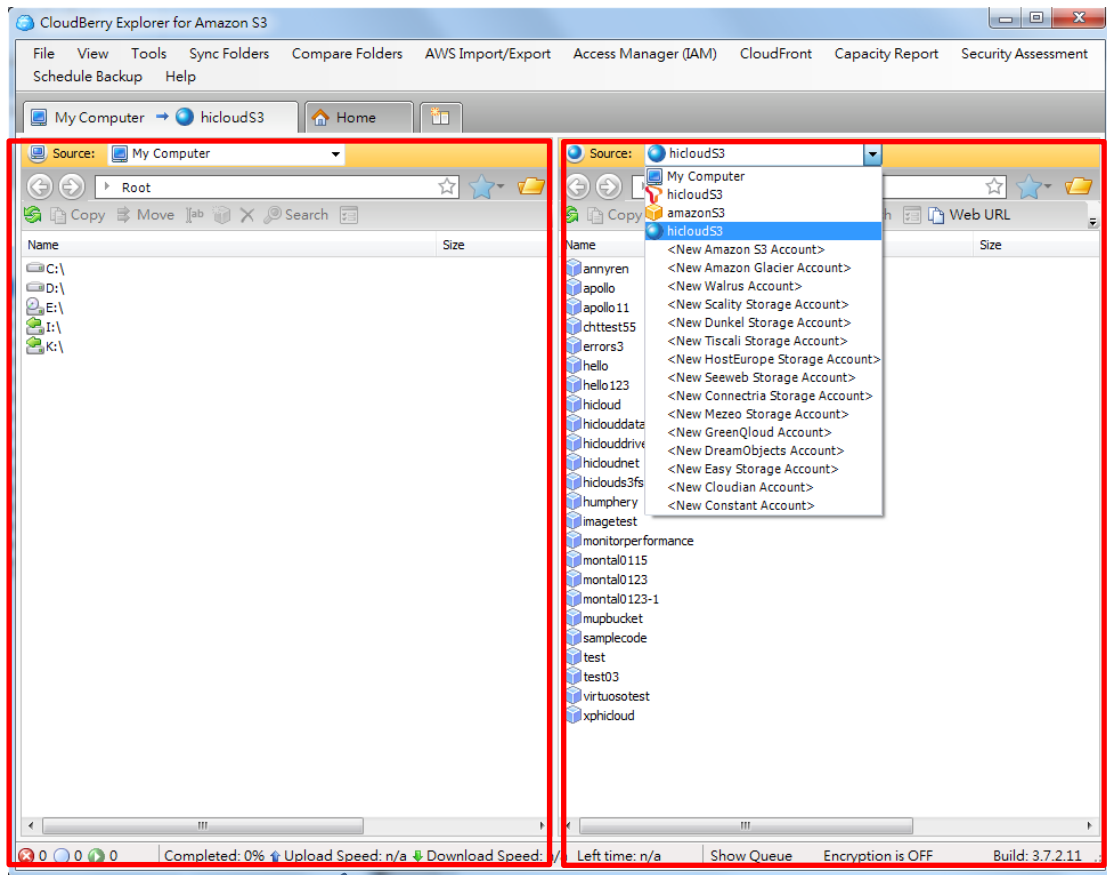 CloudBerry Explorer for Amazon S3
File View Tools Sync Folders Compare Folders AWS Import/Export Access Manager (IAM) CloudFront Capacity Report Security Assessment
Schedule Backup Help
My Computer hicloudS3 Home
Source: My Computer
Root
Copy Move Search
Name Size
C:\
D:\
E:\
I:\
K:\
Source: hicloudS3
My Computer
hicloudS3
amazonS3
hicloudS3
<New Amazon S3 Account>
<New Amazon Glacier Account>
<New Walrus Account>
<New Scality Storage Account>
<New Dunkel Storage Account>
<New Tiscali Storage Account>
<New HostEurope Storage Account>
<New Seeweb Storage Account>
<New Connectria Storage Account>
<New Mezeo Storage Account>
<New GreenQloud Account>
<New DreamObjects Account>
<New Easy Storage Account>
<New Cloudian Account>
<New Constant Account>
Copy Web URL
Name Size
annyren
apollo
apollo11
chttest55
errors3
hello
hello123
hicloud
hiclouddata
hiclouddrive
hicloudnet
hiclouds3fs
humphery
imagetest
monitorperformance
montal0115
montal0123
montal0123-1
mupbucket
samplecode
test
test03
virtuosotest
xphicloud
0 0 0 Completed: 0% Upload Speed: n/a Download Speed: n/a Left time: n/a Show Queue Encryption is OFF Build: 3.7.2.11